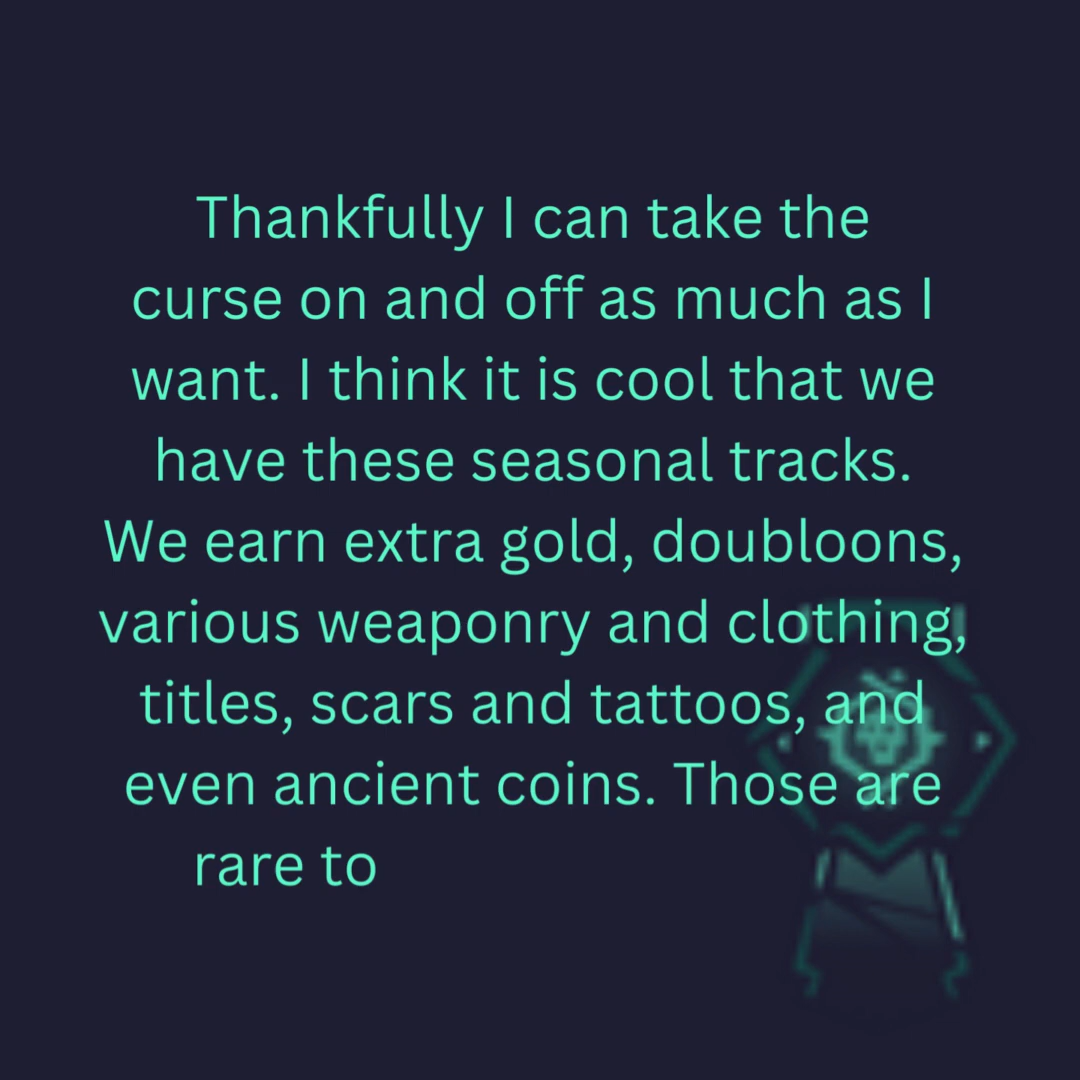 Thankfully I can take the
curse on and off as much as I
want. I think it is cool that we
have these seasonal tracks.
We earn extra gold, doubloons,
various weaponry and clothing,
titles, scars and tattoos, and
even ancient coins. Those are
rare to